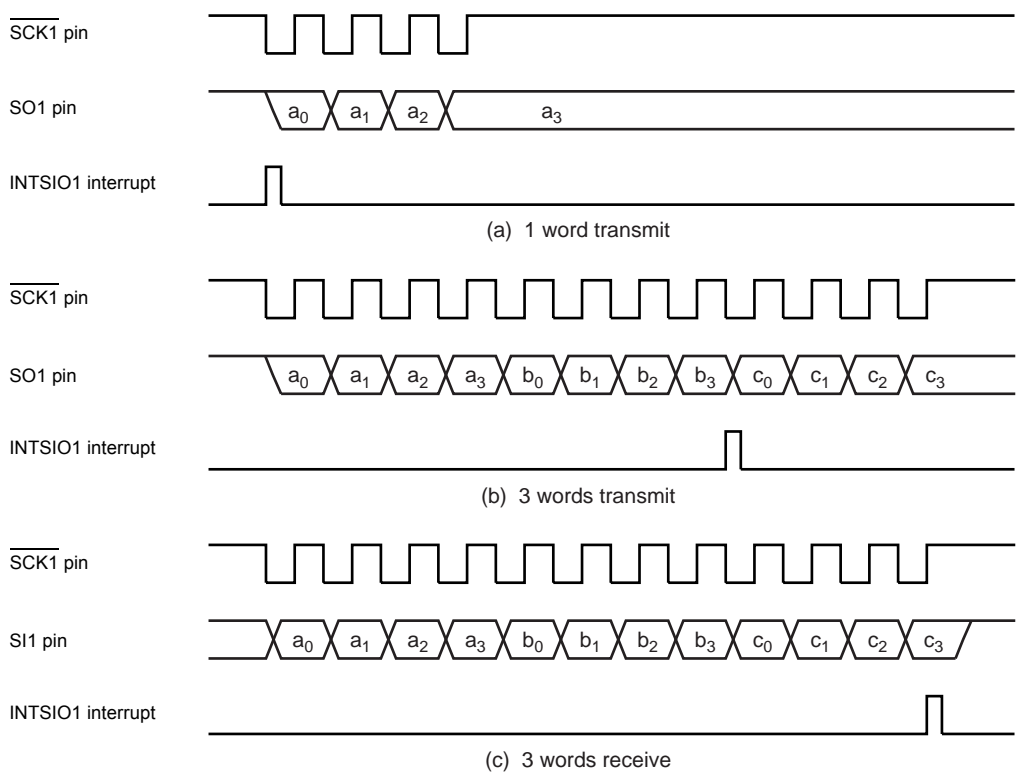 SCK1 pin
SO1 pin a0 a1 a2 a3
INTSIO1 interrupt
(a) 1 word transmit
SCK1 pin
SO1 pin a0 a1 a2 a3 b0 b1 b2 b3 c0 c1 c2 c3
INTSIO1 interrupt
(b) 3 words transmit
SCK1 pin
SI1 pin a0 a1 a2 a3 b0 b1 b2 b3 c0 c1 c2 c3
INTSIO1 interrupt
(c) 3 words receive